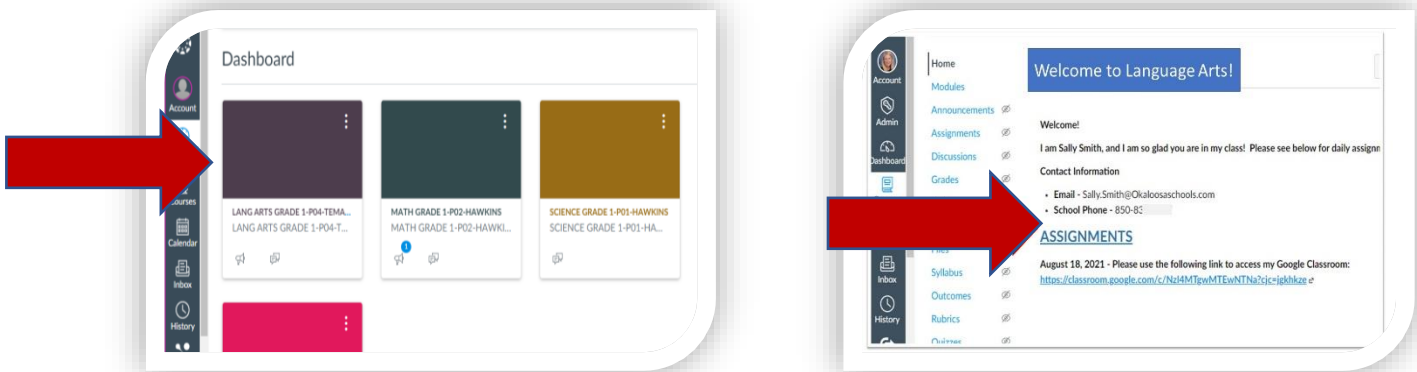 Dashboard
Account
Courses
Calendar
Inbox
History
LANG ARTS GRADE 1-P04-TEMA...
LANG ARTS GRADE 1-P04-T...
MATH GRADE 1-P02-HAWKINS
MATH GRADE 1-P02-HAWKI...
1
SCIENCE GRADE 1-P01-HAWKINS
SCIENCE GRADE 1-P01-HA...
Account
Admin
Dashboard
Inbox
History
Home
Modules
Announcements
Assignments
Discussions
Grades
Syllabus
Outcomes
Rubrics
Quizzes
Welcome to Language Arts!
Welcome!
I am Sally Smith, and I am so glad you are in my class! Please see below for daily assignm
Contact Information
• Email - Sally.Smith@Okaloosaschools.com
• School Phone - 850-83
ASSIGNMENTS
August 18, 2021 - Please use the following link to access my Google Classroom:
https://classroom.google.com/c/NzI4MTgwMTEwNTNa?cjc=jgkhkze